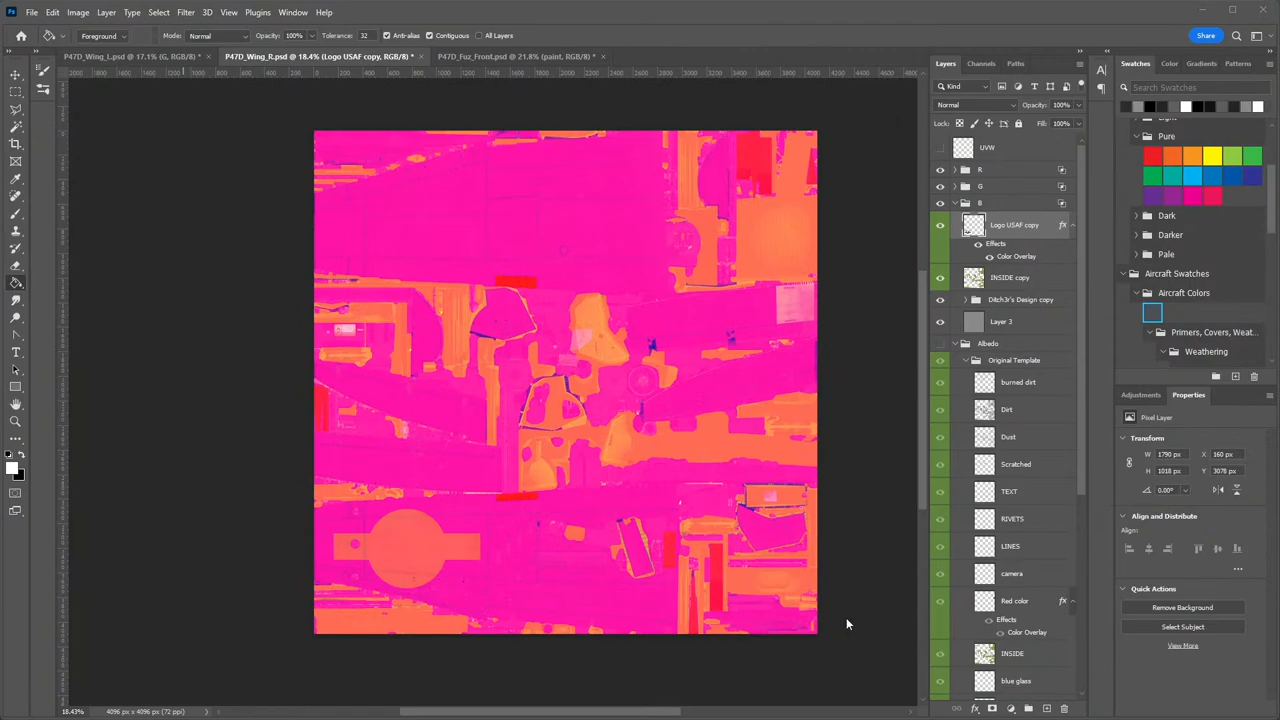 Ps File Edit Image Layer Type Select Filter 3D View Plugins Window Help
Foreground Mode: Normal Opacity: 100% Tolerance: 32 Anti-alias Contiguous All Layers Share
P47D_Wing_L.psd @ 17.1% (G, RGB/8) * × P47D_Wing_R.psd @ 18.4% (Logo USAF copy, RGB/8) * × P47D_Fuz_Front.psd @ 21.8% (paint, RGB/8) * ×
Layers Channels Paths
Kind
Normal Opacity: 100%
Lock: Fill: 100%
UVW
R
G
B
Logo USAF copy fx
Effects
Color Overlay
INSIDE copy
Ditch3r's Design copy
Layer 3
Albedo
Original Template
burned dirt
Dirt
Dust
Scratched
TEXT
RIVETS
LINES
camera
Red color fx
Effects
Color Overlay
INSIDE
blue glass
Swatches Color Gradients Patterns
Search Swatches
Pure
Dark
Darker
Pale
Aircraft Swatches
Aircraft Colors
Primers, Covers, Weat...
Weathering
Adjustments Properties
Pixel Layer
Transform
W 1790 px X 160 px
H 1018 px Y 3078 px
0.00°
Align and Distribute
Align:
Quick Actions
Remove Background
Select Subject
View More
18.43% 4096 px x 4096 px (72 ppi)